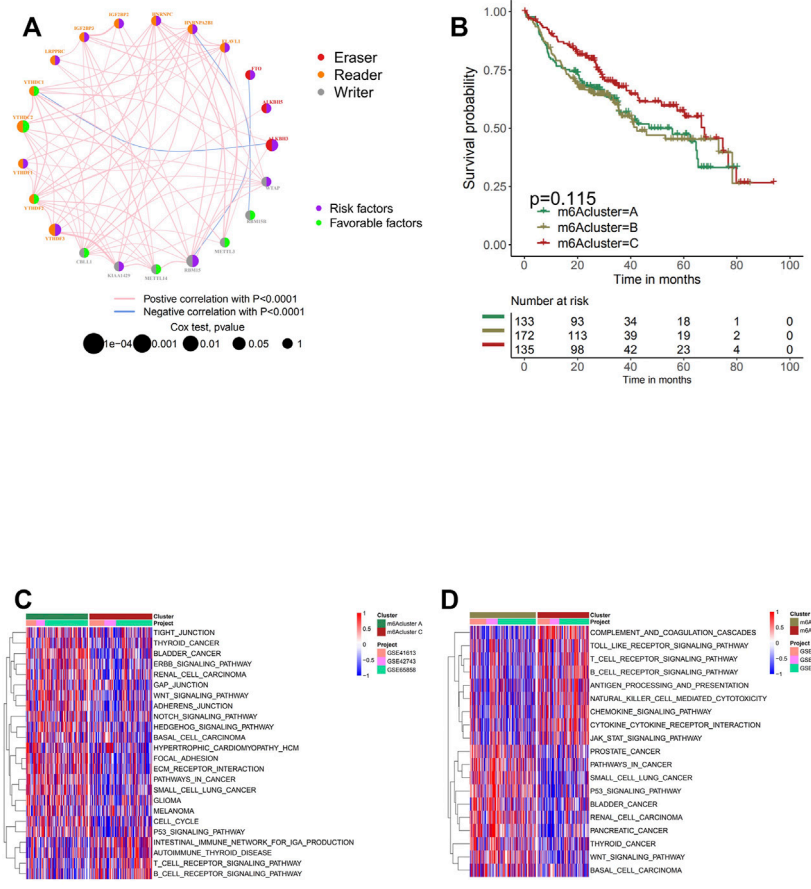 A
IGF2BP3
IGF2BP2
HNRNPC
HNRNPA2B1
ELAVL1
LRPPRC
FTO
YTHDC1
ALKBH5
YTHDC2
ALKBH3
YTHDF1
WTAP
YTHDF2
RBM15B
YTHDF3
METTL3
CBLL1
RBM15
KIAA1429
METTL14
Eraser
Reader
Writer
Risk factors
Favorable factors
Postive correlation with P<0.0001
Negative correlation with P<0.0001
Cox test, pvalue
1e−04 0.001 0.01 0.05 1
B
Survival probability
1.00
0.75
0.50
0.25
0.00
p=0.115
m6Acluster=A
m6Acluster=B
m6Acluster=C
0 20 40 60 80 100
Time in months
Number at risk
133 93 34 18 1 0
172 113 39 19 2 0
135 98 42 23 4 0
0 20 40 60 80 100
Time in months
C
Cluster
Project
TIGHT_JUNCTION
THYROID_CANCER
BLADDER_CANCER
ERBB_SIGNALING_PATHWAY
RENAL_CELL_CARCINOMA
GAP_JUNCTION
WNT_SIGNALING_PATHWAY
ADHERENS_JUNCTION
NOTCH_SIGNALING_PATHWAY
HEDGEHOG_SIGNALING_PATHWAY
BASAL_CELL_CARCINOMA
HYPERTROPHIC_CARDIOMYOPATHY_HCM
FOCAL_ADHESION
ECM_RECEPTOR_INTERACTION
PATHWAYS_IN_CANCER
SMALL_CELL_LUNG_CANCER
GLIOMA
MELANOMA
CELL_CYCLE
P53_SIGNALING_PATHWAY
INTESTINAL_IMMUNE_NETWORK_FOR_IGA_PRODUCTION
AUTOIMMUNE_THYROID_DISEASE
T_CELL_RECEPTOR_SIGNALING_PATHWAY
B_CELL_RECEPTOR_SIGNALING_PATHWAY
1
0.5
0
−0.5
−1
Cluster
m6Acluster A
m6Acluster C
Project
GSE41613
GSE42743
GSE65858
D
Cluster
Project
COMPLEMENT_AND_COAGULATION_CASCADES
TOLL_LIKE_RECEPTOR_SIGNALING_PATHWAY
T_CELL_RECEPTOR_SIGNALING_PATHWAY
B_CELL_RECEPTOR_SIGNALING_PATHWAY
ANTIGEN_PROCESSING_AND_PRESENTATION
NATURAL_KILLER_CELL_MEDIATED_CYTOTOXICITY
CHEMOKINE_SIGNALING_PATHWAY
CYTOKINE_CYTOKINE_RECEPTOR_INTERACTION
JAK_STAT_SIGNALING_PATHWAY
PROSTATE_CANCER
PATHWAYS_IN_CANCER
SMALL_CELL_LUNG_CANCER
P53_SIGNALING_PATHWAY
BLADDER_CANCER
RENAL_CELL_CARCINOMA
PANCREATIC_CANCER
THYROID_CANCER
WNT_SIGNALING_PATHWAY
BASAL_CELL_CARCINOMA
1
0.5
0
−0.5
−1
Cluster
m6A
m6A
Project
GSE
GSE
GSE